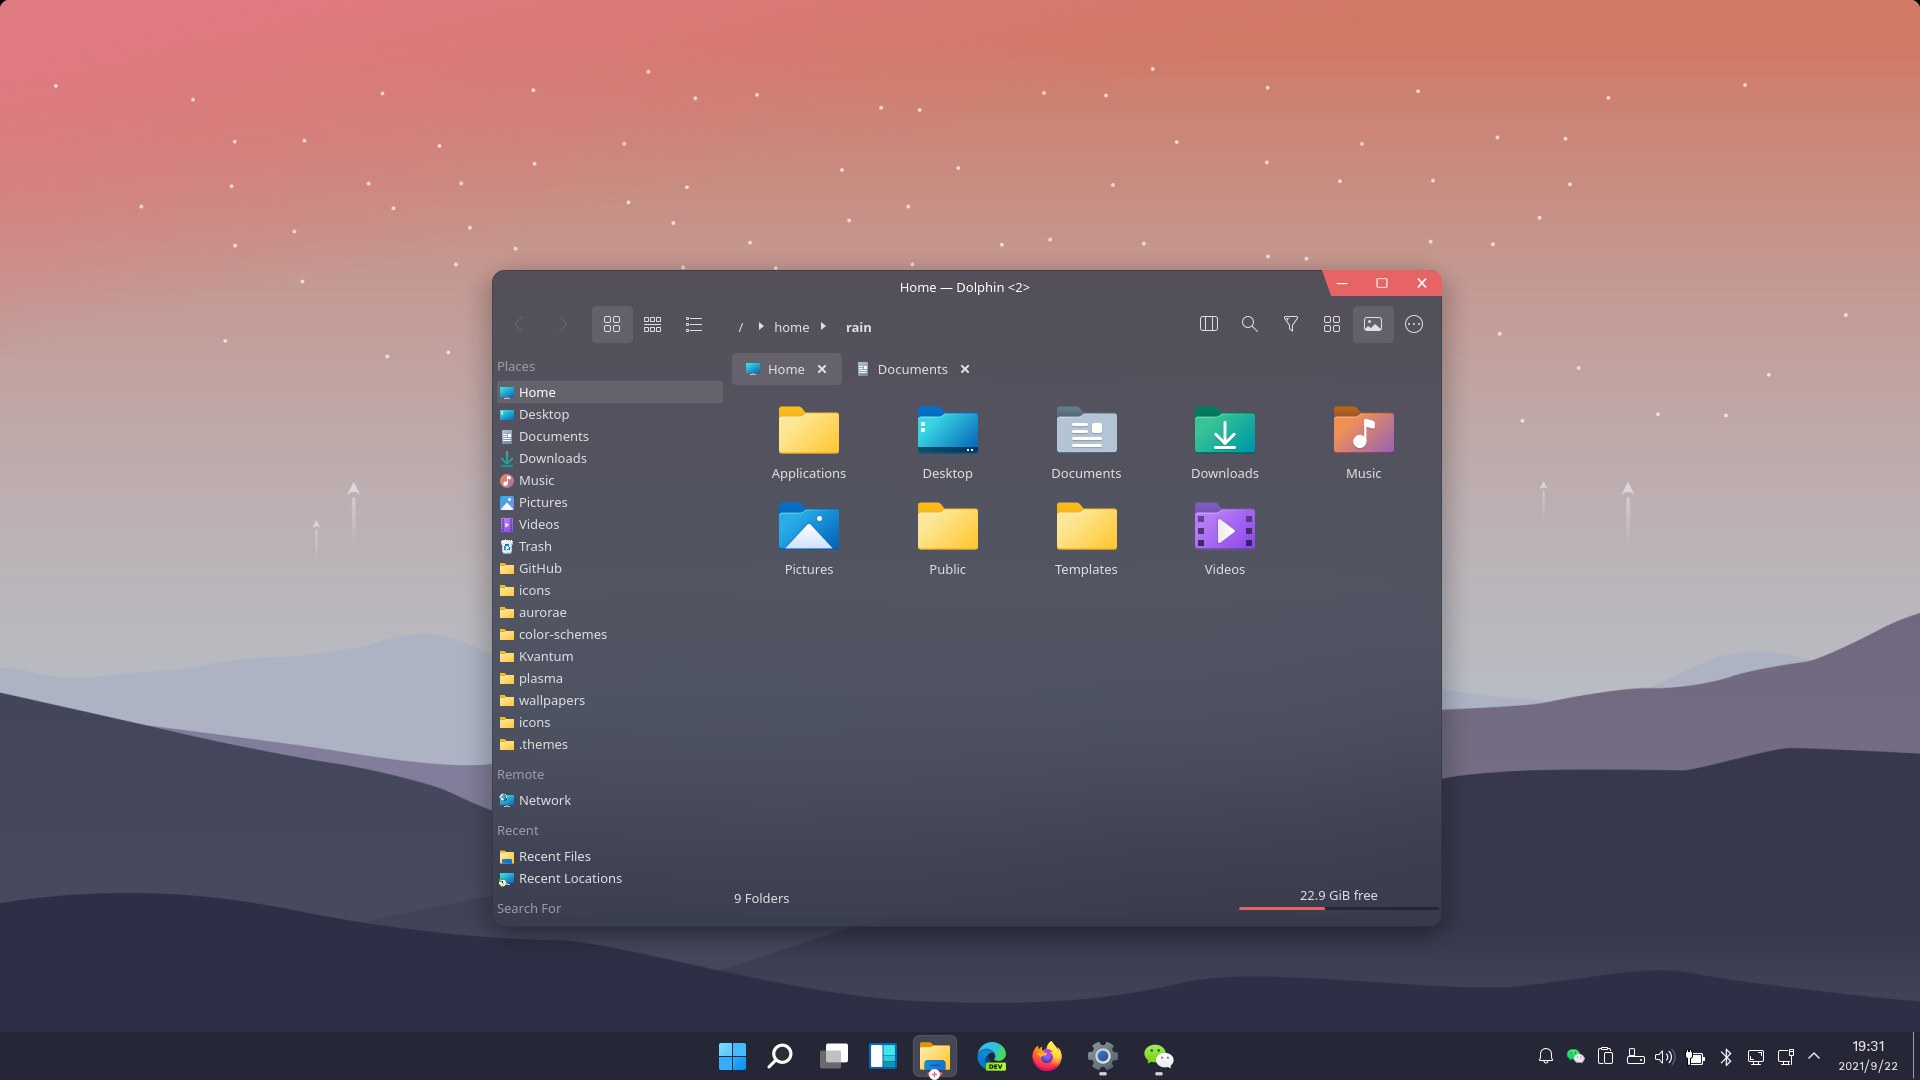 Home — Dolphin <2>
/ home rain
Places
Home
Desktop
Documents
Downloads
Music
Pictures
Videos
Trash
GitHub
icons
aurorae
color-schemes
Kvantum
plasma
wallpapers
icons
.themes
Remote
Network
Recent
Recent Files
Recent Locations
Search For
Home Documents
Applications Desktop Documents Downloads Music
Pictures Public Templates Videos
9 Folders
22.9 GiB free
DEV
19:31
2021/9/22